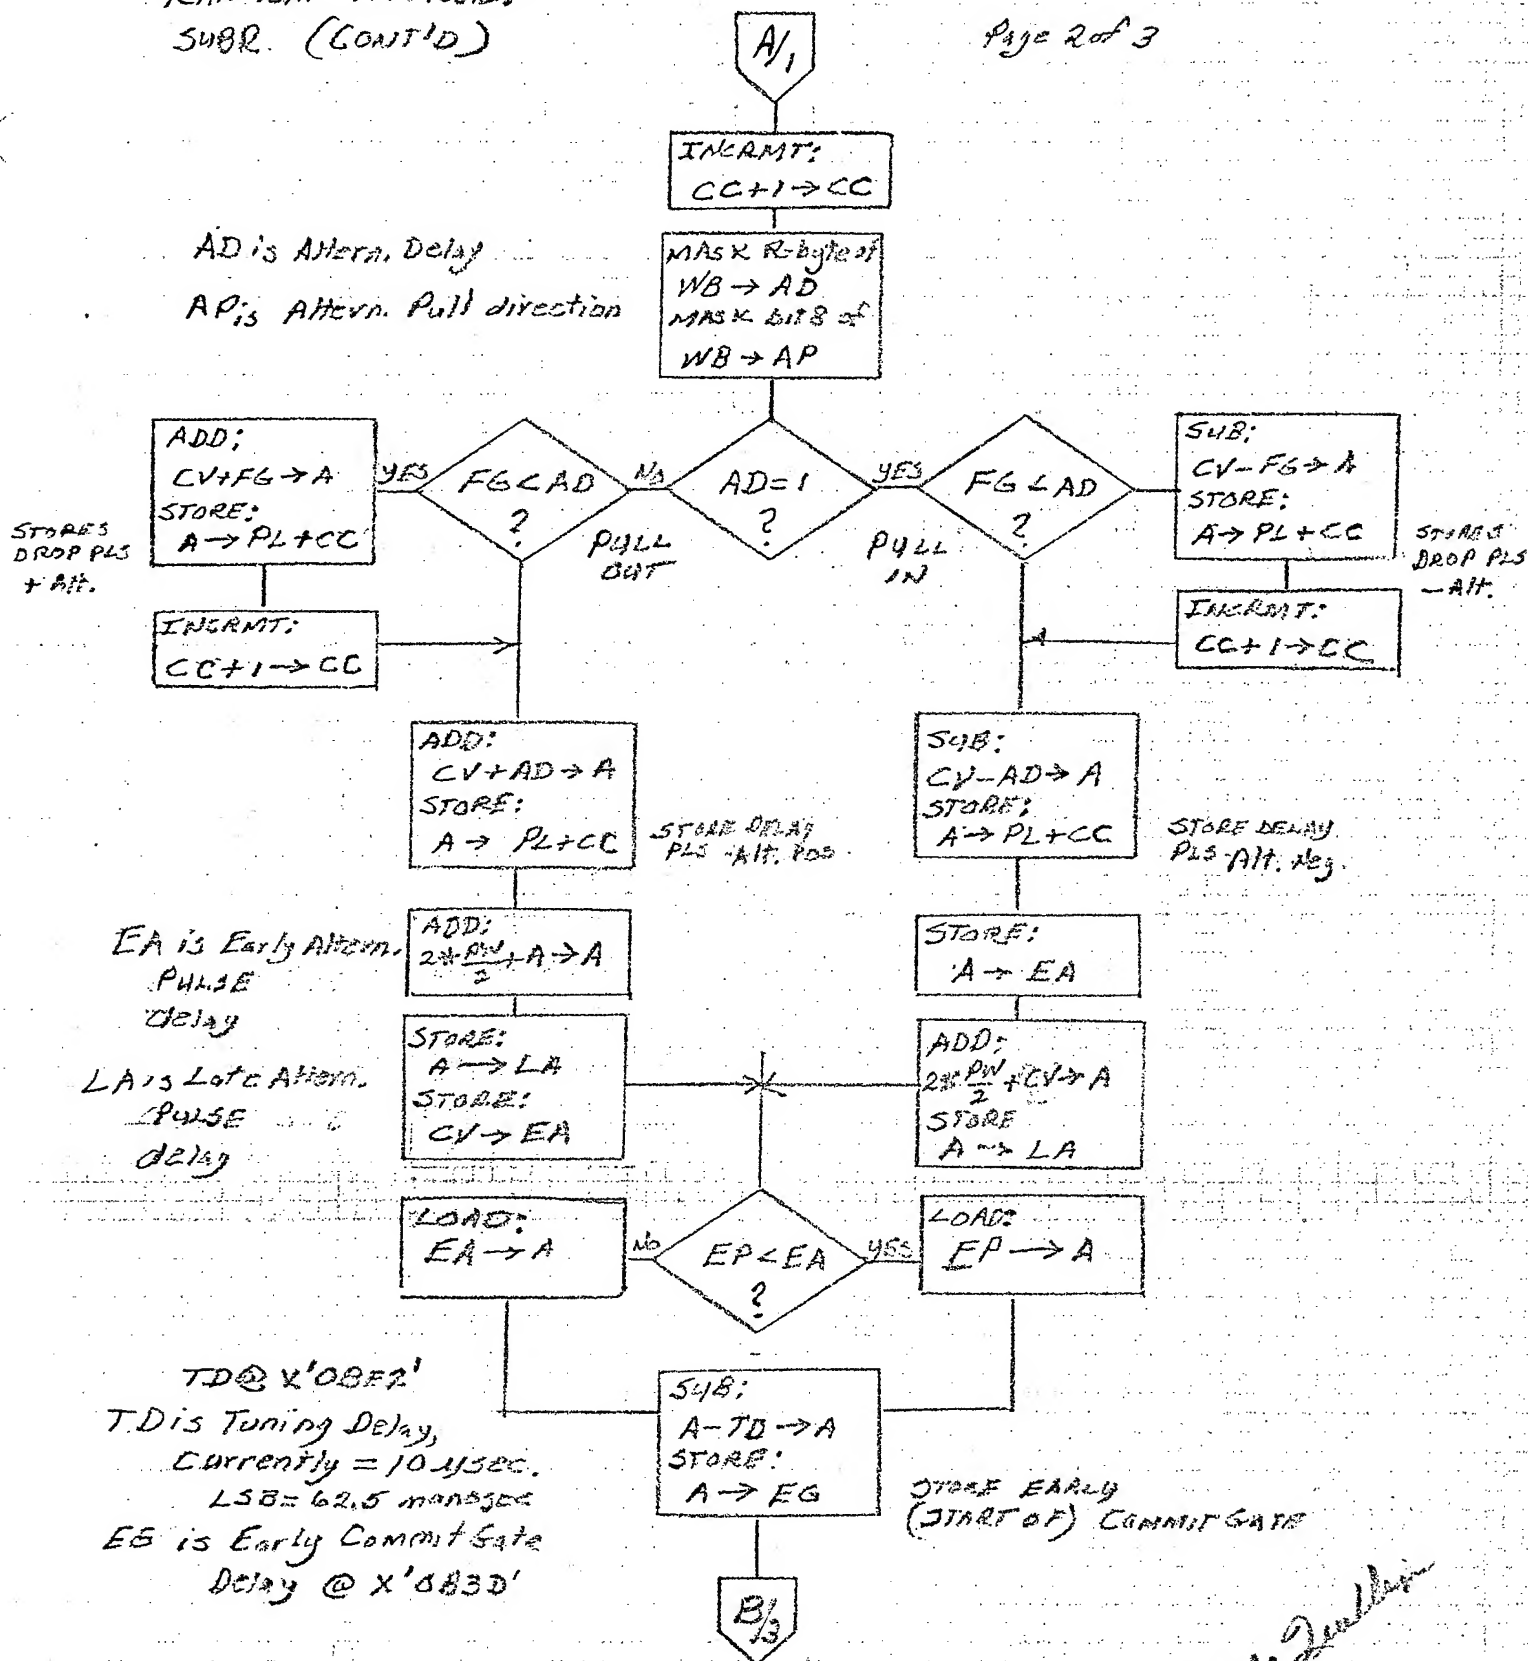 SUBR. (CONT'D)
Page 2 of 3
A/1
INCRMT:
CC+1→CC
AD is Altern. Delay
AP is Altern. Pull direction
MASK R-byte of
WB→AD
MASK bit 8 of
WB→AP
ADD:
CV+FG→A
STORE:
A→PL+CC
STORES
DROP PLS
+ Alt.
YES
FG<AD
?
NO
PULL
OUT
AD=1
?
YES
PULL
IN
FG<AD
?
SUB:
CV-FG→A
STORE:
A→PL+CC
STORES
DROP PLS
-Alt.
INCRMT:
CC+1→CC
INCRMT:
CC+1→CC
ADD:
CV+AD→A
STORE:
A→ PL+CC
STORE DELAY
PLS -Alt. Pos.
SUB:
CV-AD→A
STORE:
A→PL+CC
STORE DELAY
PLS -Alt. Neg.
EA is Early Altern.
PULSE
delay
ADD:
2*PW/2+A→A
STORE:
A→EA
LA is Late Altern.
PULSE
delay
STORE:
A→LA
STORE:
CV→EA
ADD:
2*PW/2+CV→A
STORE
A→LA
LOAD:
EA→A
NO
EP<EA
?
YES
LOAD:
EP→A
TD@ X'0BF2'
TD is Tuning Delay,
Currently = 10 μsec.
LSB=62.5 nanosec
EG is Early Commit Gate
Delay @ X'0B3D'
SUB:
A-TD→A
STORE:
A→EG
STORE EARLY
(START OF) COMMIT GATE
B/3